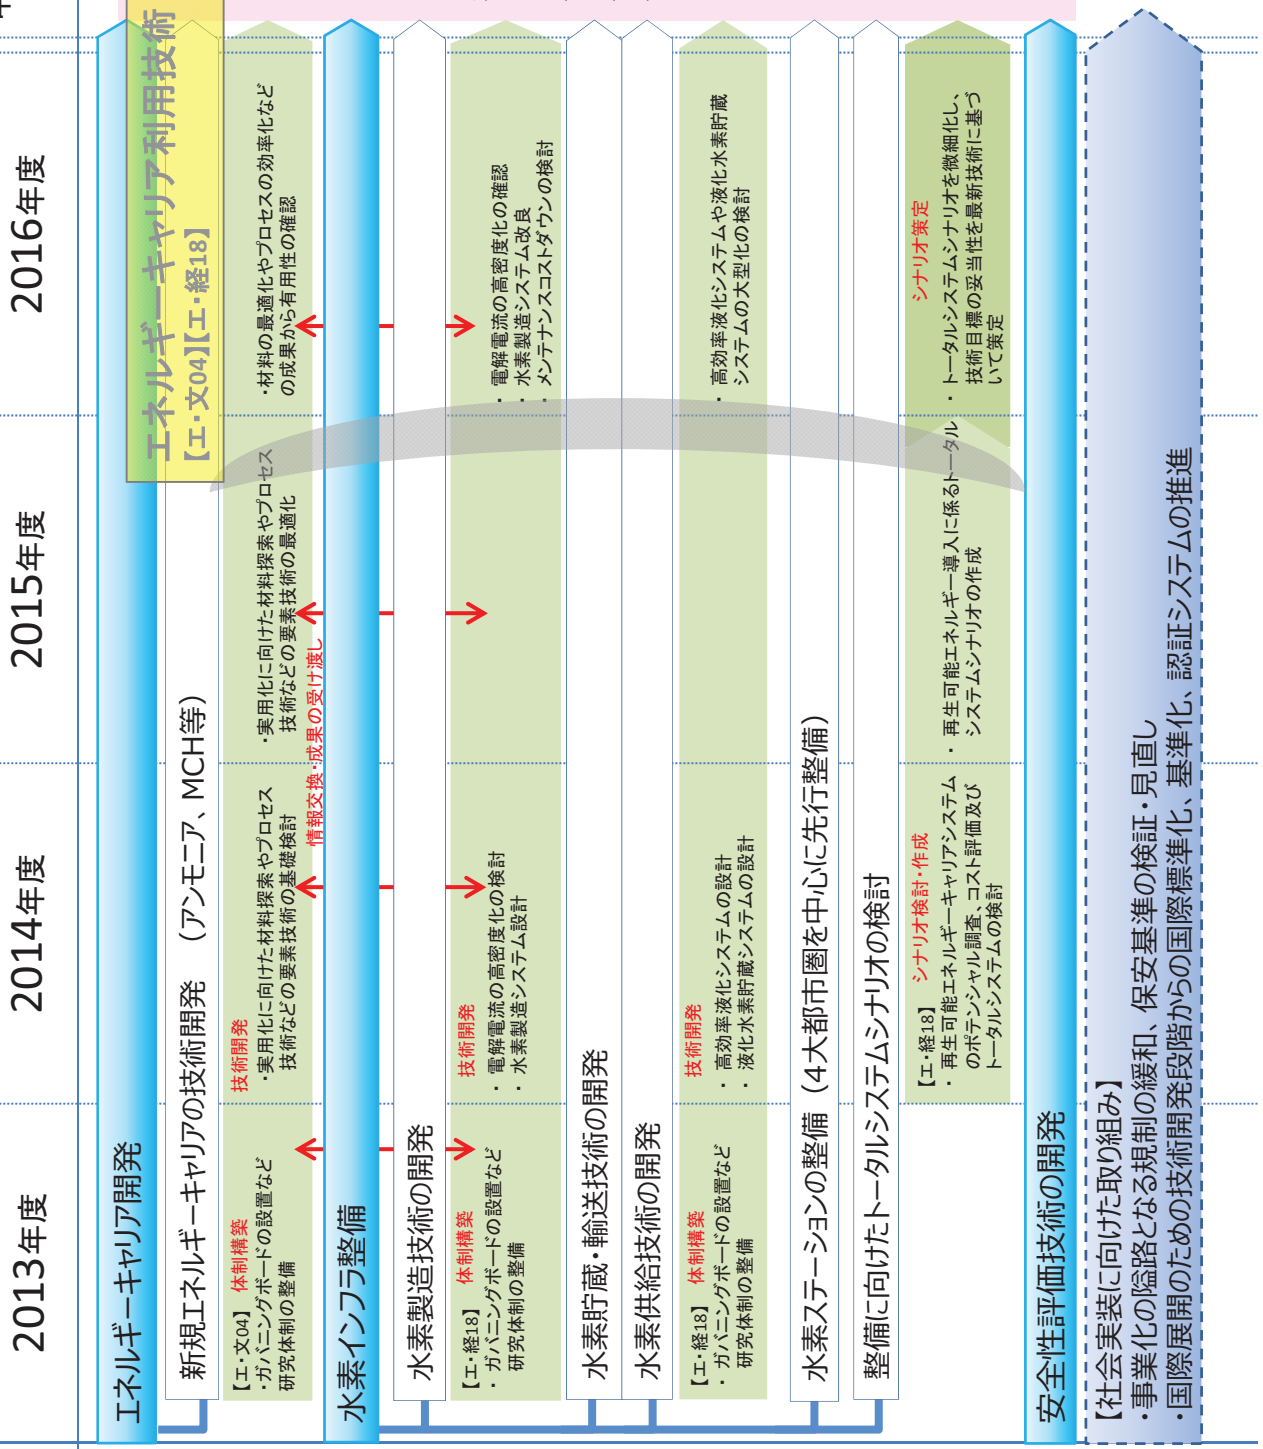 2013年度
2014年度
2015年度
2016年度
エネルギーキャリア開発
エネルギーキャリア利用技術
【エ・文04】【エ・経18】
新規エネルギーキャリアの技術開発 （アンモニア、MCH等）
【エ・文04】 体制構築
・ガバニングボードの設置など
研究体制の整備
技術開発
・実用化に向けた材料探索やプロセス
技術などの要素技術の基礎検討
・実用化に向けた材料探索やプロセス
技術などの要素技術の最適化
・材料の最適化やプロセスの効率化など
の成果から有用性の確認
情報交換・成果の受け渡し
水素インフラ整備
水素製造技術の開発
【エ・経18】 体制構築
・ ガバニングボードの設置など
研究体制の整備
技術開発
・ 電解電流の高密度化の検討
・ 水素製造システム設計
・ 電解電流の高密度化の確認
・ 水素製造システム改良
・ メンテナンスコストダウンの検討
水素貯蔵・輸送技術の開発
水素供給技術の開発
【エ・経18】 体制構築
・ ガバニングボードの設置など
研究体制の整備
技術開発
・ 高効率液化システムの設計
・ 液化水素貯蔵システムの設計
・ 高効率液化システムや液化水素貯蔵
システムの大型化の検討
水素ステーションの整備 （4大都市圏を中心に先行整備）
整備に向けたトータルシステムシナリオの検討
【エ・経18】 シナリオ検討・作成
・ 再生可能エネルギーキャリアシステム
のポテンシャル調査、コスト評価及び
トータルシステムの検討
・ 再生可能エネルギー導入に係るトータル
システムシナリオの作成
シナリオ策定
・ トータルシステムシナリオを微細化し、
技術目標の妥当性を最新技術に基づ
いて策定
安全性評価技術の開発
【社会実装に向けた取り組み】
・事業化の隘路となる規制の緩和、保安基準の検証・見直し
・国際展開のための技術開発段階からの国際標準化、基準化、認証システムの推進